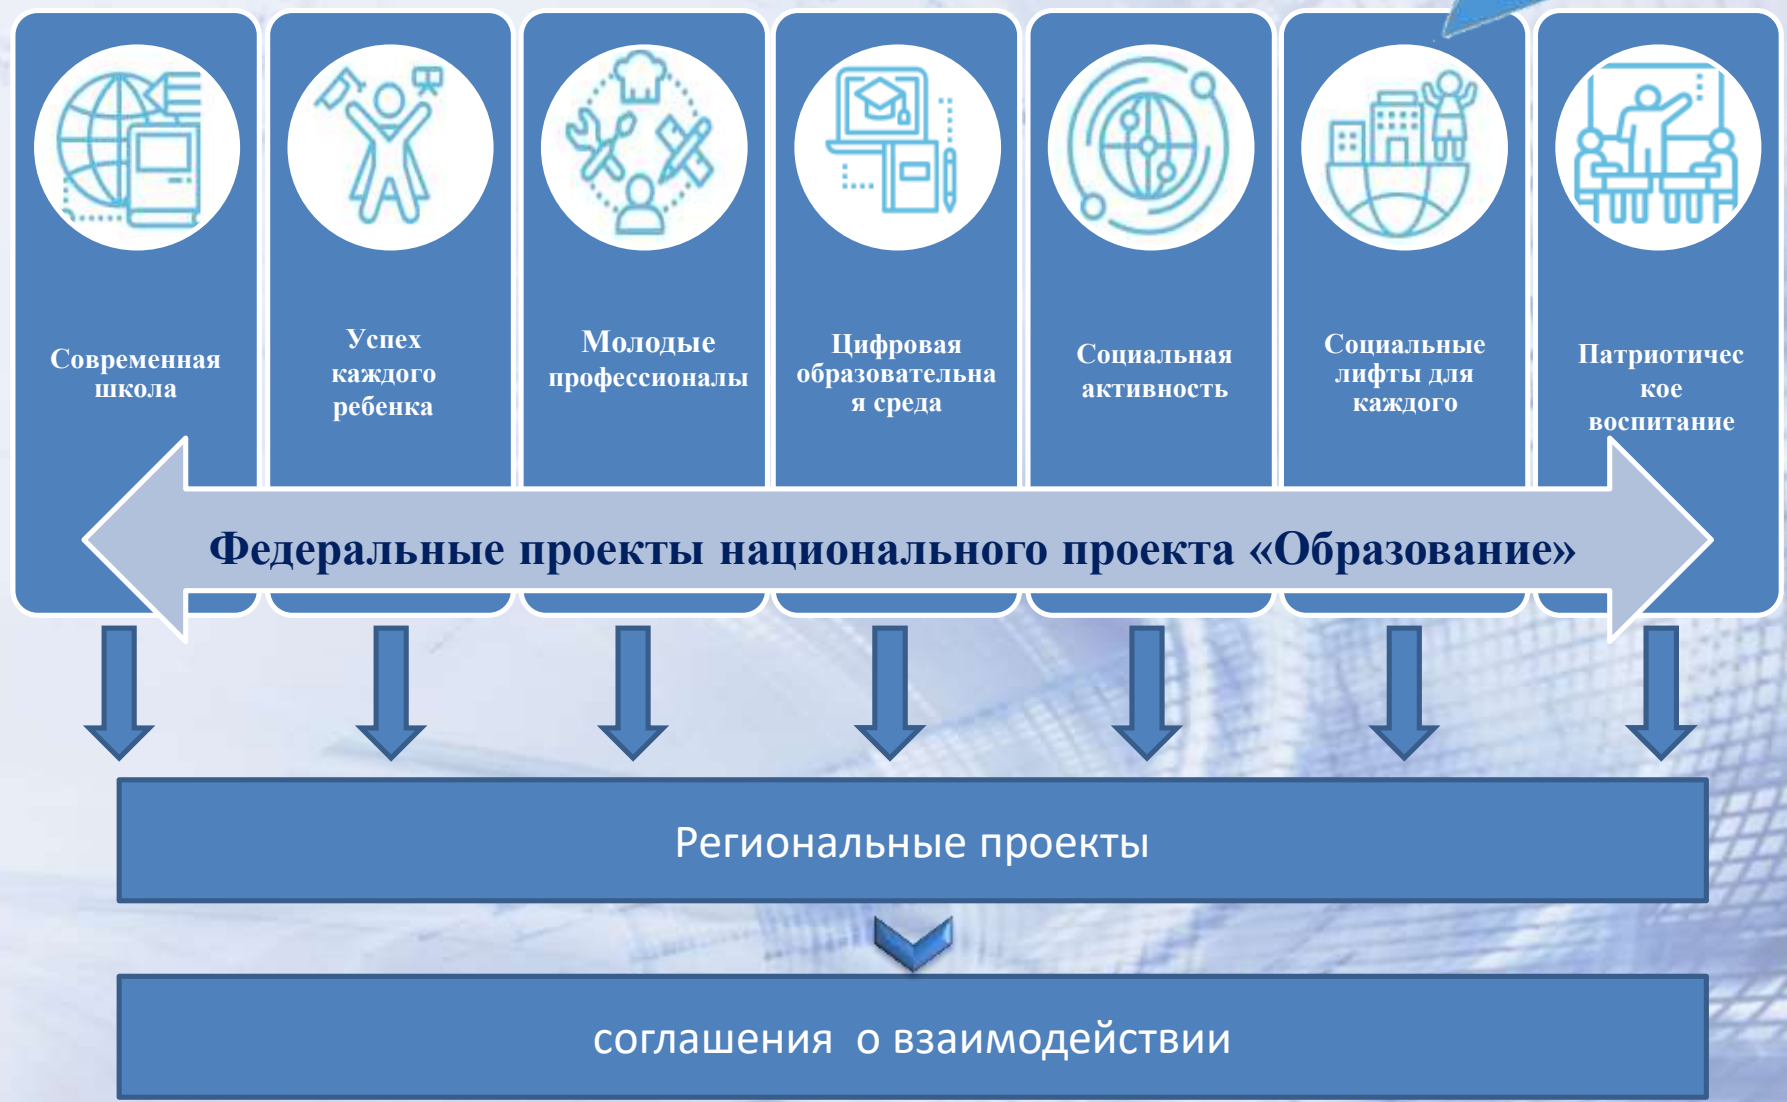 Современная
школа
Успех
каждого
ребенка
Молодые
профессионалы
Цифровая
образовательна
я среда
Социальная
активность
Социальные
лифты для
каждого
Патриотичес
кое
воспитание
Федеральные проекты национального проекта «Образование»
Региональные проекты
соглашения о взаимодействии